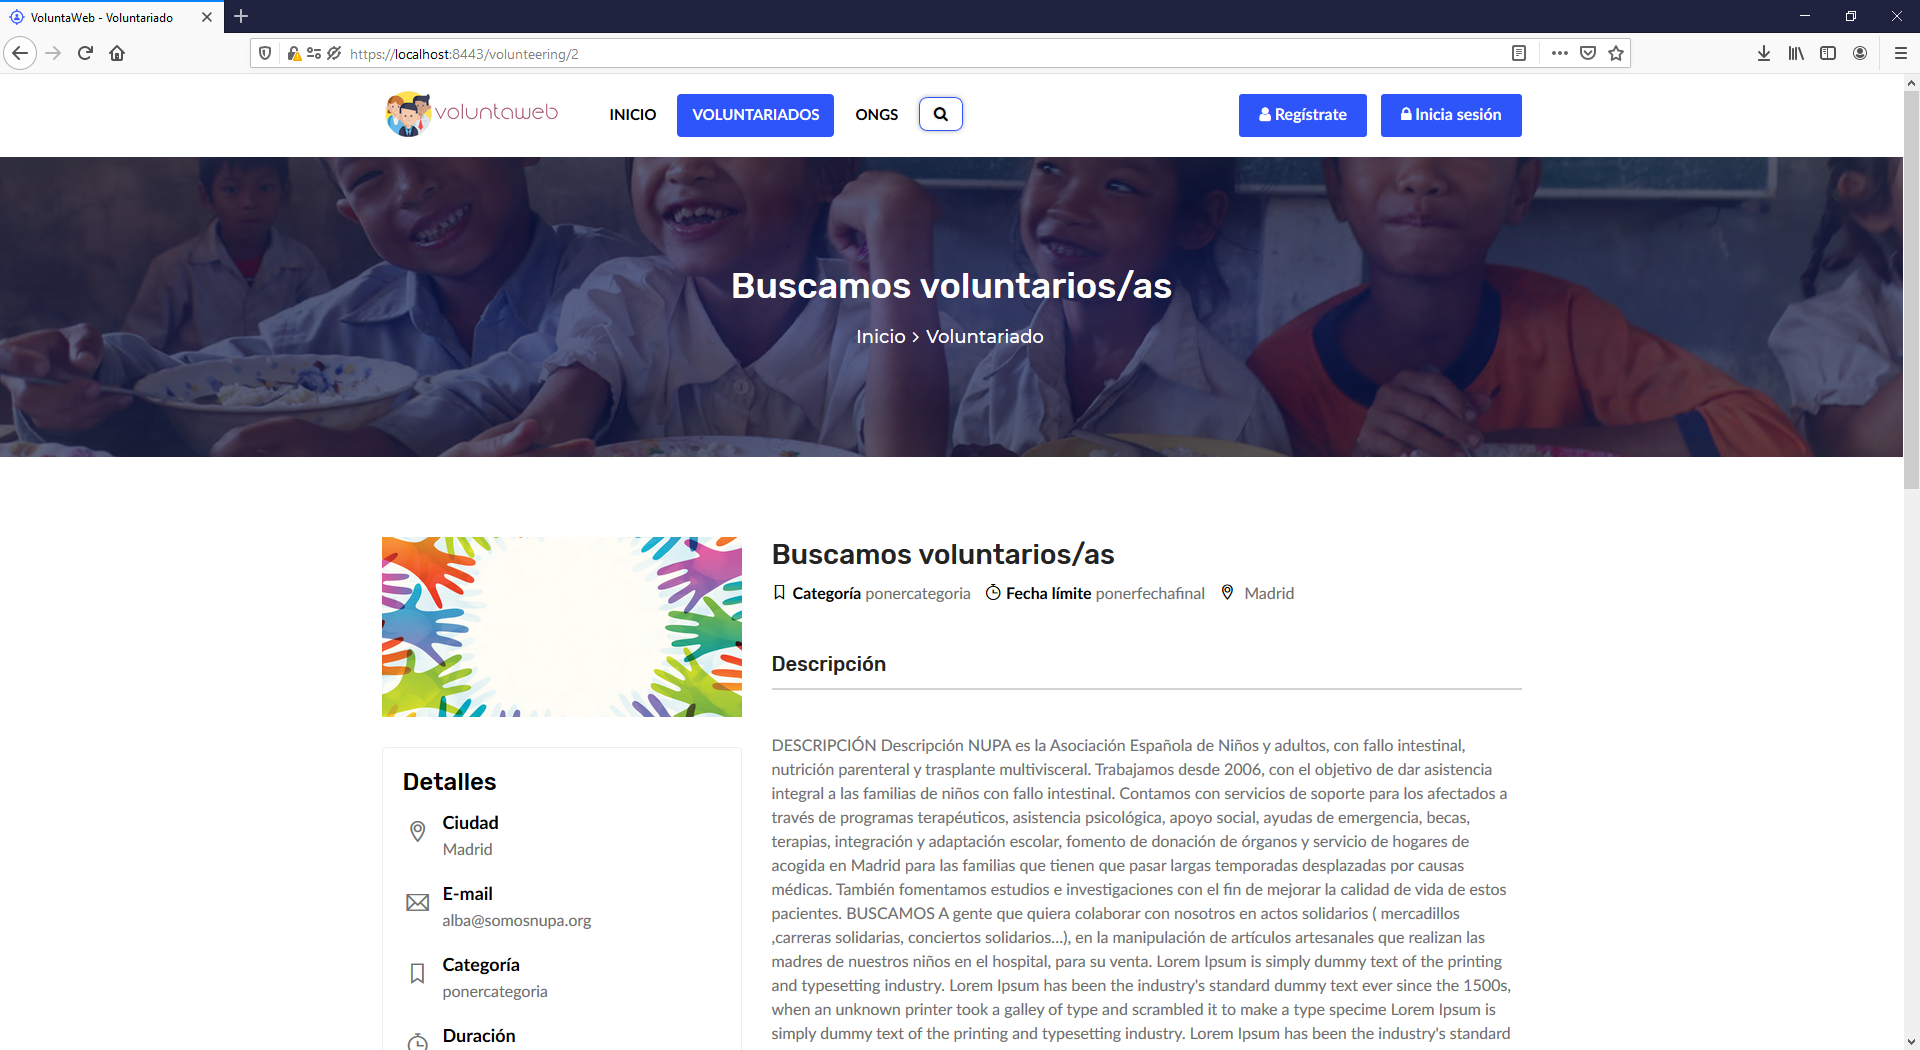 VoluntaWeb - Voluntariado
https://localhost:8443/volunteering/2
voluntaweb
INICIO
VOLUNTARIADOS
ONGS
Regístrate
Inicia sesión
Buscamos voluntarios/as
Inicio > Voluntariado
Buscamos voluntarios/as
Categoría ponercategoria Fecha límite ponerfechafinal Madrid
Descripción
DESCRIPCIÓN Descripción NUPA es la Asociación Española de Niños y adultos, con fallo intestinal,
nutrición parenteral y trasplante multivisceral. Trabajamos desde 2006, con el objetivo de dar asistencia
integral a las familias de niños con fallo intestinal. Contamos con servicios de soporte para los afectados a
través de programas terapéuticos, asistencia psicológica, apoyo social, ayudas de emergencia, becas,
terapias, integración y adaptación escolar, fomento de donación de órganos y servicio de hogares de
acogida en Madrid para las familias que tienen que pasar largas temporadas desplazadas por causas
médicas. También fomentamos estudios e investigaciones con el fin de mejorar la calidad de vida de estos
pacientes. BUSCAMOS A gente que quiera colaborar con nosotros en actos solidarios ( mercadillos
,carreras solidarias, conciertos solidarios...), en la manipulación de artículos artesanales que realizan las
madres de nuestros niños en el hospital, para su venta. Lorem Ipsum is simply dummy text of the printing
and typesetting industry. Lorem Ipsum has been the industry's standard dummy text ever since the 1500s,
when an unknown printer took a galley of type and scrambled it to make a type specime Lorem Ipsum is
simply dummy text of the printing and typesetting industry. Lorem Ipsum has been the industry's standard
Detalles
Ciudad
Madrid
E-mail
alba@somosnupa.org
Categoría
ponercategoria
Duración